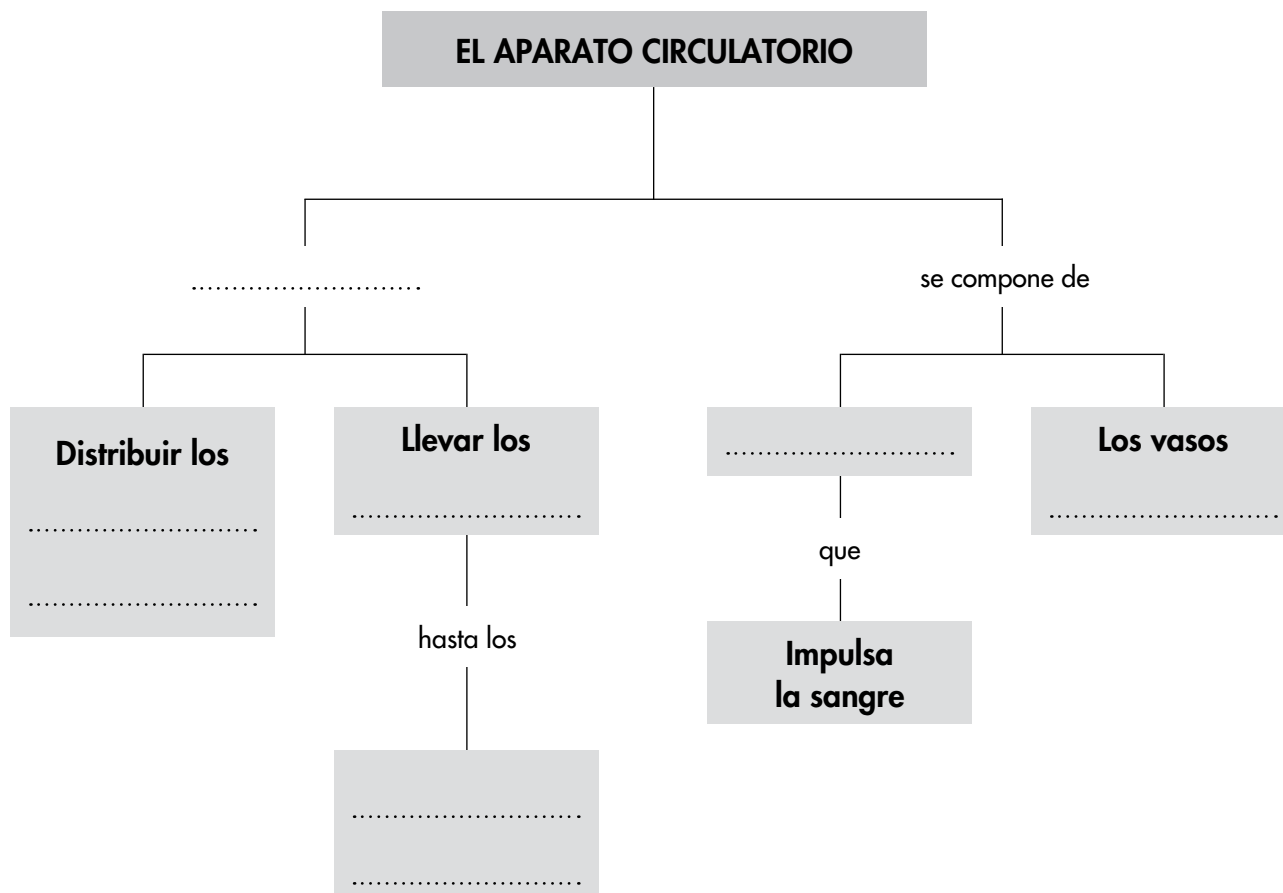 EL APARATO CIRCULATORIO
...........................
se compone de
Distribuir los
...........................
...........................
Llevar los
...........................
hasta los
...........................
...........................
...........................
que
Impulsa
la sangre
Los vasos
...........................